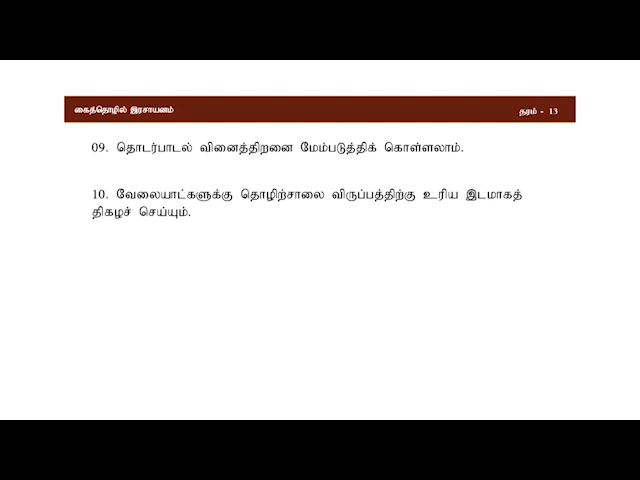 கைத்தொழில் இரசாயனம்
தரம் - 13
09. தொடர்பாடல் வினைத்திறனை மேம்படுத்திக் கொள்ளலாம்.
10. வேலையாட்களுக்கு தொழிற்சாலை விருப்பத்திற்கு உரிய இடமாகத்
திகழச் செய்யும்.